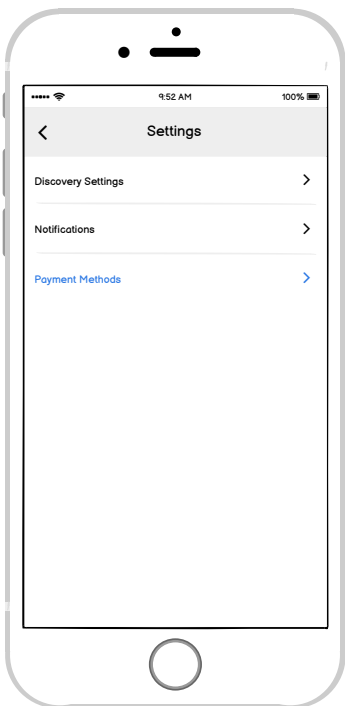 9:52 AM
100%
Settings
Discovery Settings
Notifications
Payment Methods